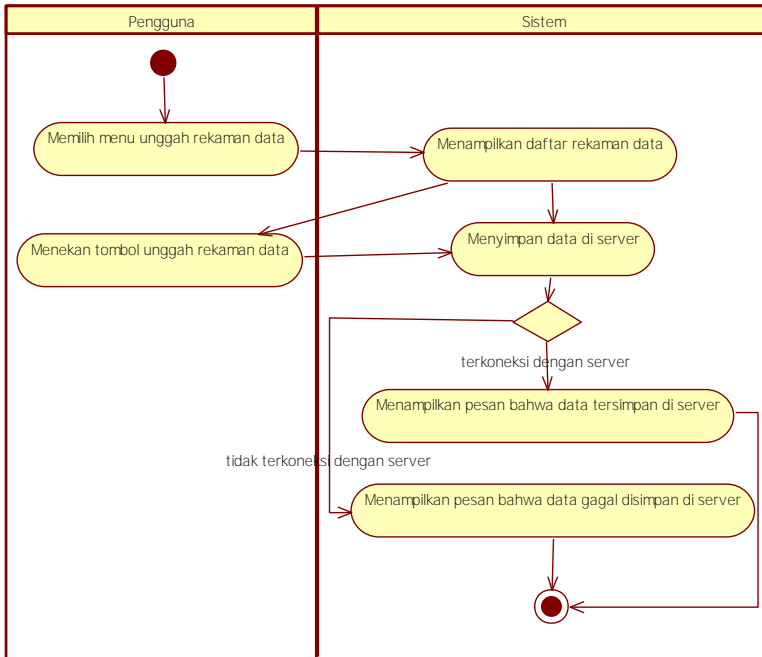 Pengguna
Sistem
Memilih menu unggah rekaman data
Menampilkan daftar rekaman data
Menekan tombol unggah rekaman data
Menyimpan data di server
terkoneksi dengan server
Menampilkan pesan bahwa data tersimpan di server
tidak terkoneksi dengan server
Menampilkan pesan bahwa data gagal disimpan di server